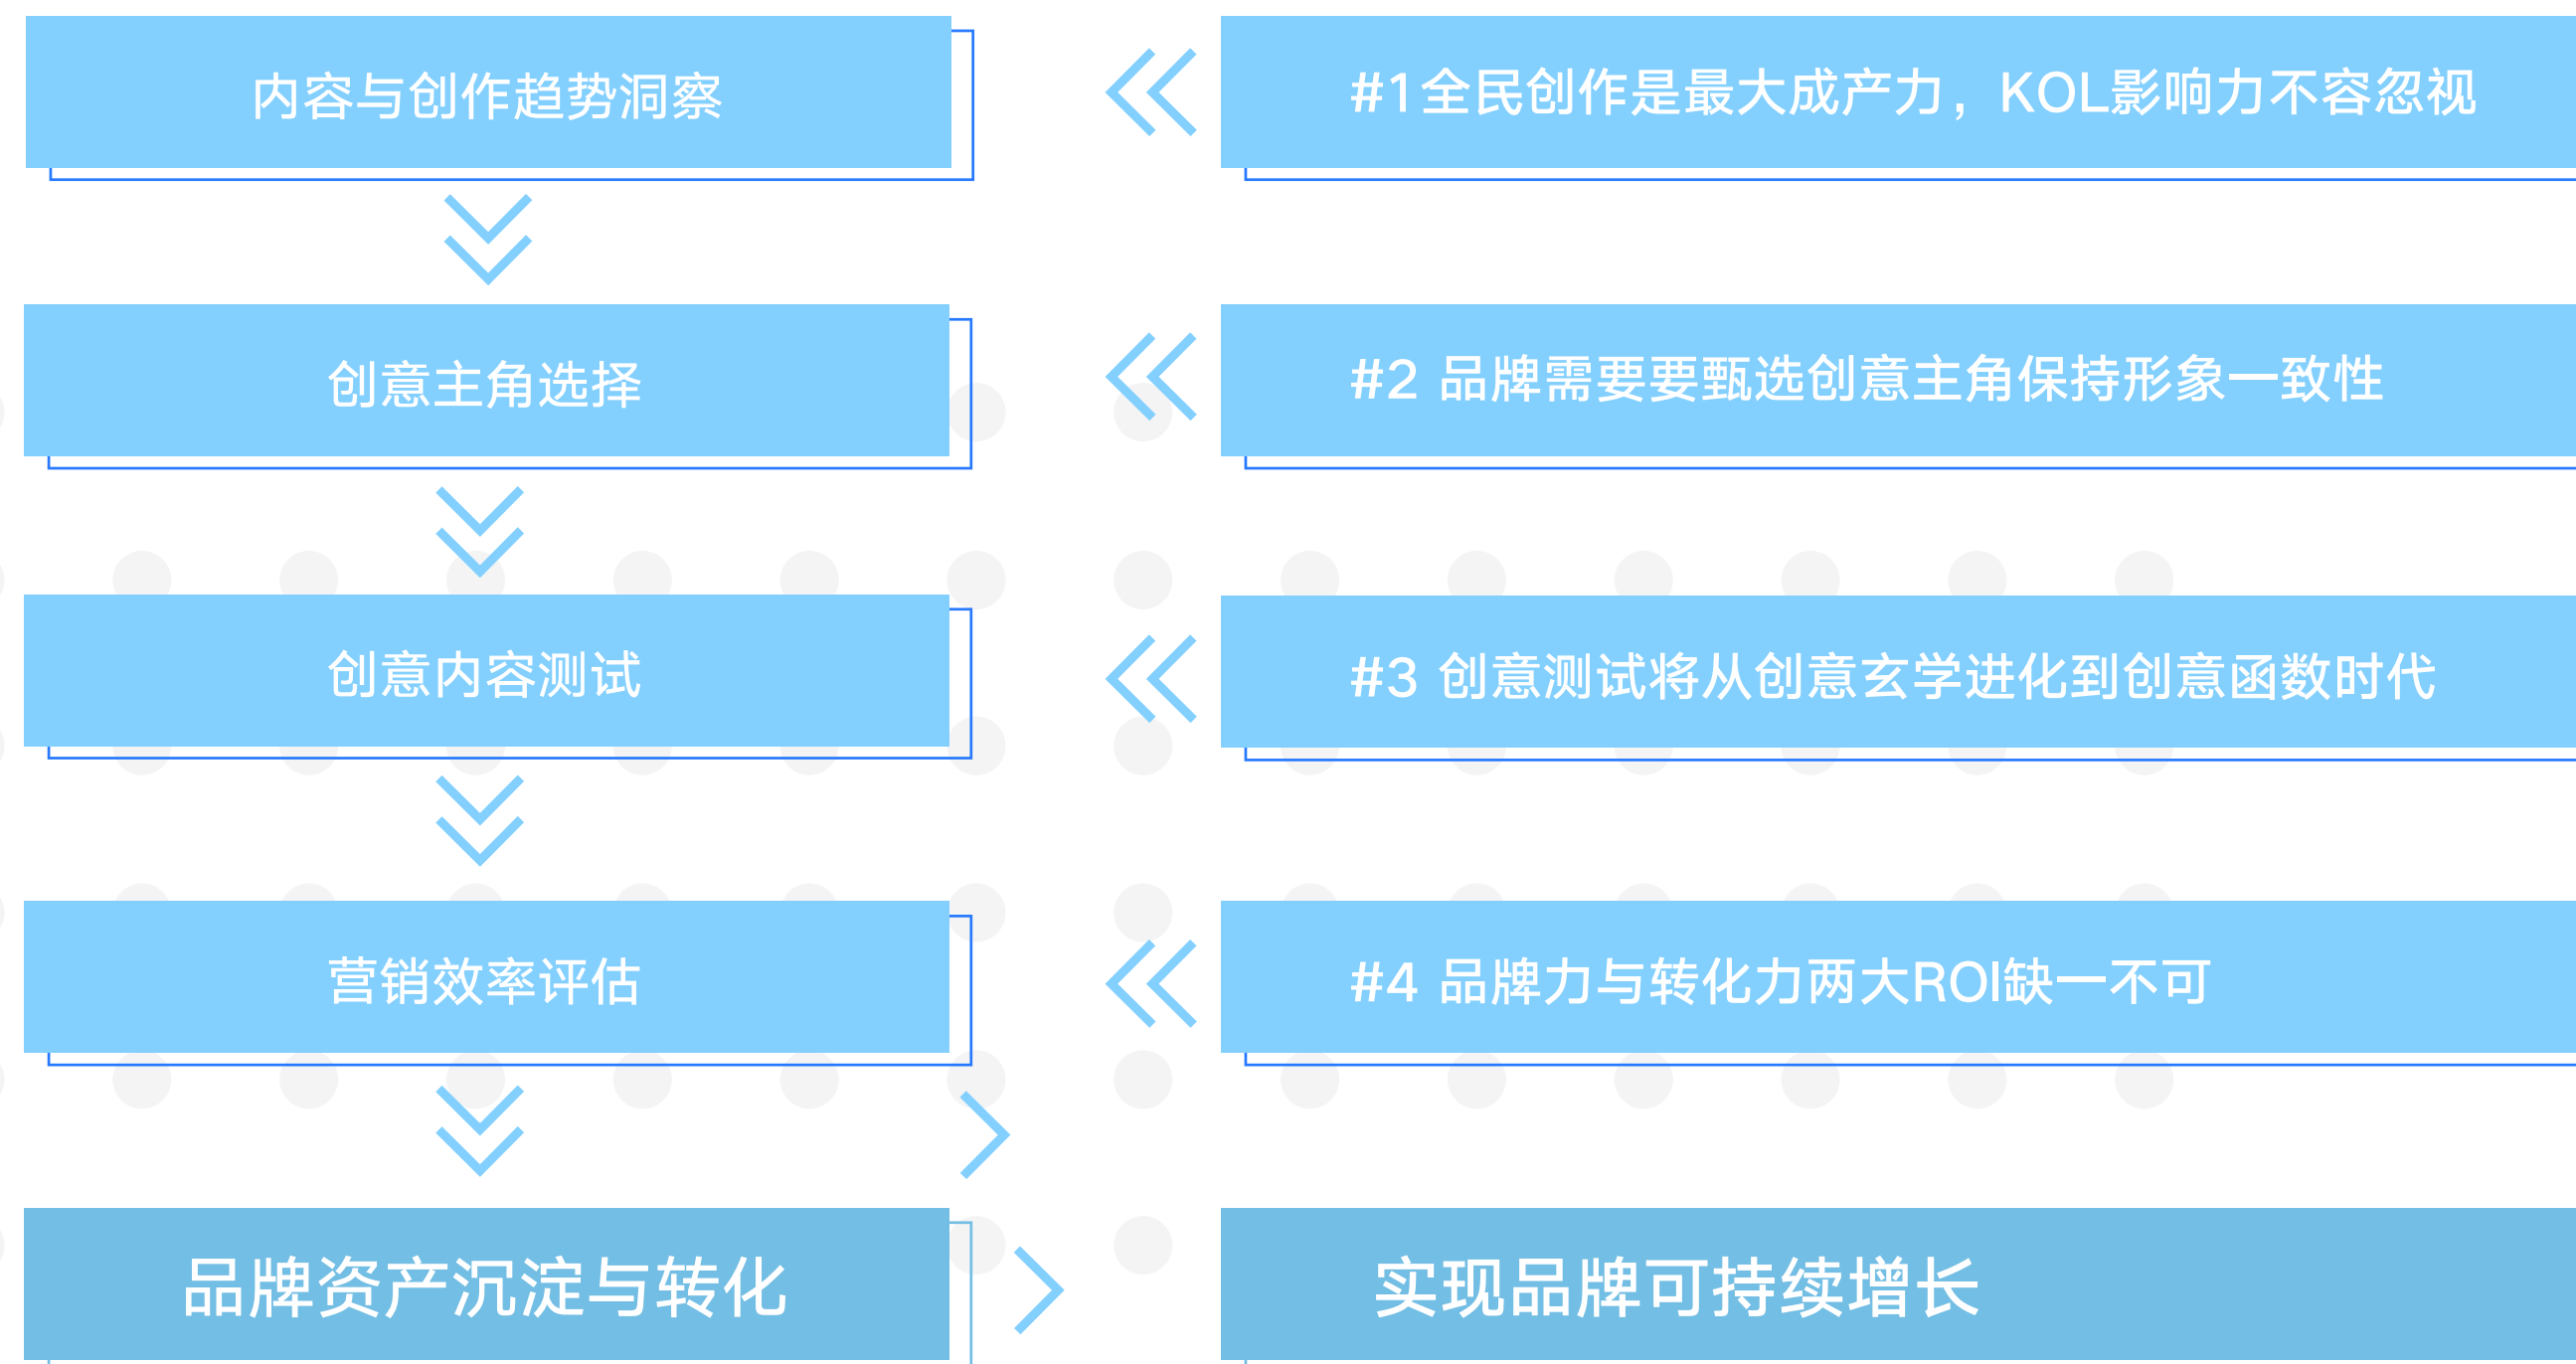 内容与创作趋势洞察
#1全民创作是最大成产力，KOL影响力不容忽视
创意主角选择
#2 品牌需要要甄选创意主角保持形象一致性
创意内容测试
#3 创意测试将从创意玄学进化到创意函数时代
营销效率评估
#4 品牌力与转化力两大ROI缺一不可
品牌资产沉淀与转化
实现品牌可持续增长